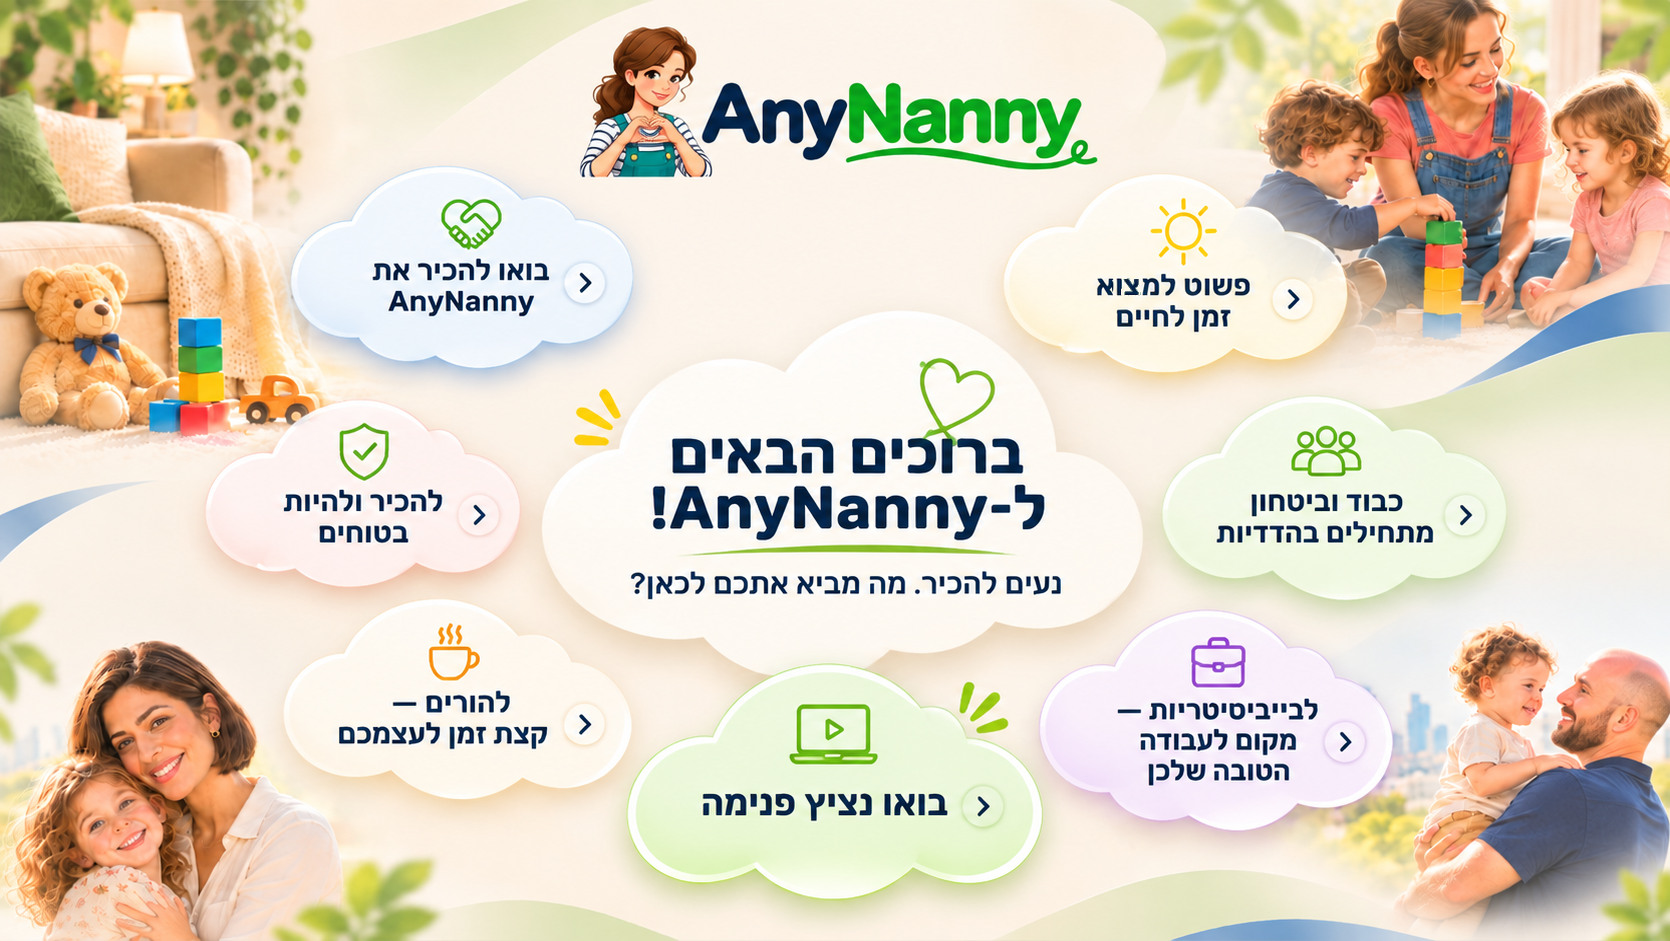 AnyNanny
בואו להכיר את
AnyNanny
פשוט למצוא
זמן לחיים
ברוכים הבאים
ל-AnyNanny!
נעים להכיר. מה מביא אתכם לכאן?
להכיר ולהיות
בטוחים
כבוד וביטחון
מתחילים בהדדיות
להורים —
קצת זמן לעצמכם
לבייביסיטריות —
מקום לעבודה
הטובה שלכן
בואו נציץ פנימה